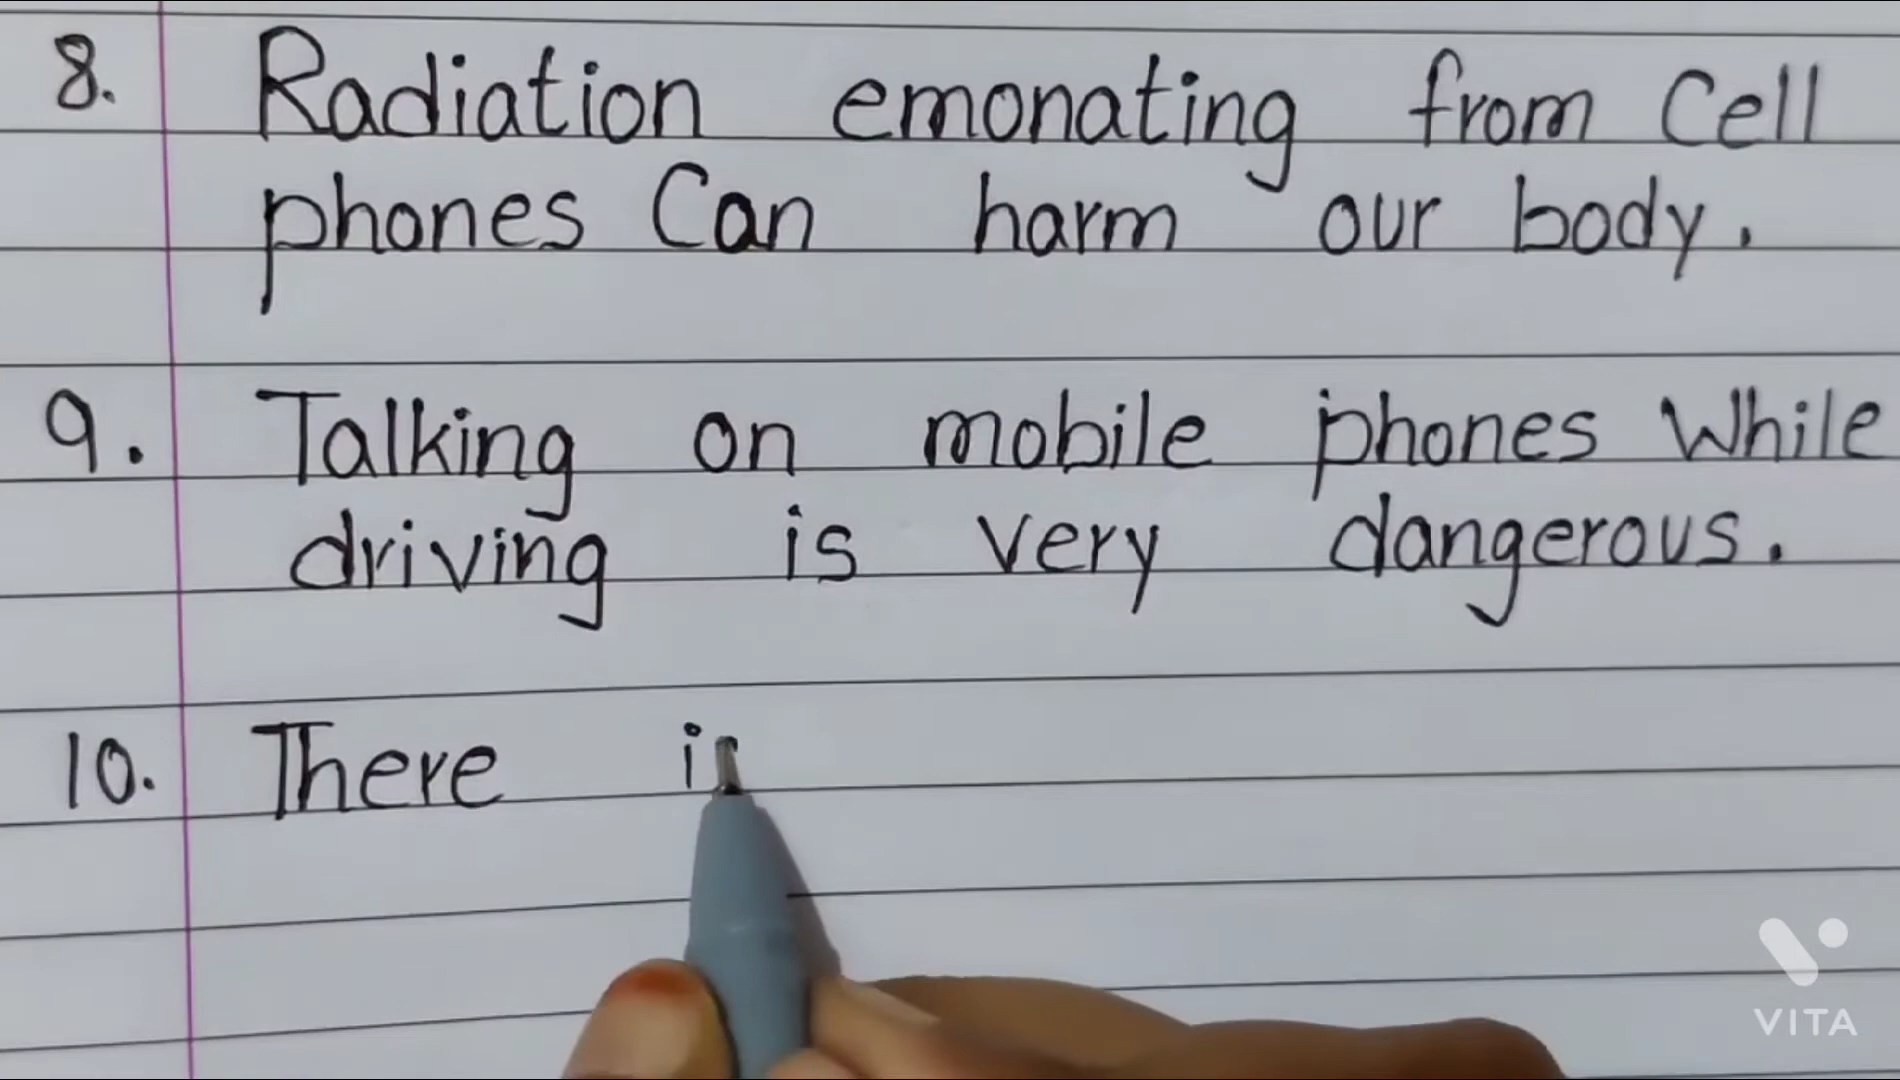 8. Radiation emonating from Cell
phones Can harm our body.
9. Talking on mobile phones While
driving is very dangerous.
10. There
VITA